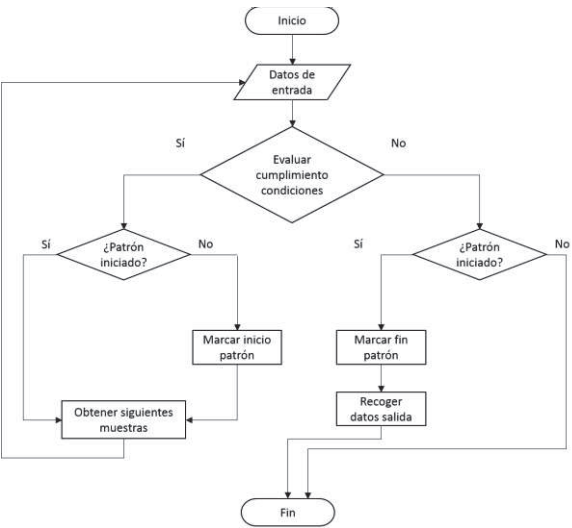 Inicio
Datos de
entrada
Sí
No
Evaluar
cumplimiento
condiciones
Sí
¿Patrón
iniciado?
No
Sí
¿Patrón
iniciado?
No
Marcar inicio
patrón
Marcar fin
patrón
Obtener siguientes
muestras
Recoger
datos salida
Fin